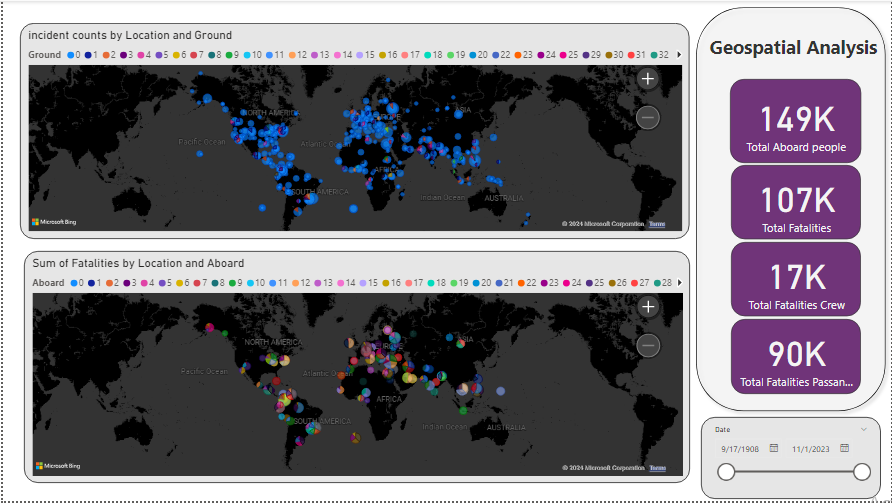 incident counts by Location and Ground
Ground 0 1 2 3 4 5 6 7 8 9 10 11 12 13 14 15 16 17 18 19 20 22 23 24 25 29 30 31 32
NORTH AMERICA
EUROPE
ASIA
Pacific Ocean
Atlantic Ocean
AFRICA
SOUTH AMERICA
Indian Ocean
AUSTRALIA
Microsoft Bing
© 2024 Microsoft Corporation Terms
Sum of Fatalities by Location and Aboard
Aboard 0 1 2 3 4 5 6 7 8 9 10 11 12 13 14 15 16 17 18 19 20 21 22 23 24 25 26 27 28
NORTH AMERICA
EUROPE
ASIA
Pacific Ocean
Atlantic Ocean
AFRICA
SOUTH AMERICA
Indian Ocean
AUSTRALIA
Microsoft Bing
© 2024 Microsoft Corporation Terms
Geospatial Analysis
149K
Total Aboard people
107K
Total Fatalities
17K
Total Fatalities Crew
90K
Total Fatalities Passan...
Date
9/17/1908 11/1/2023